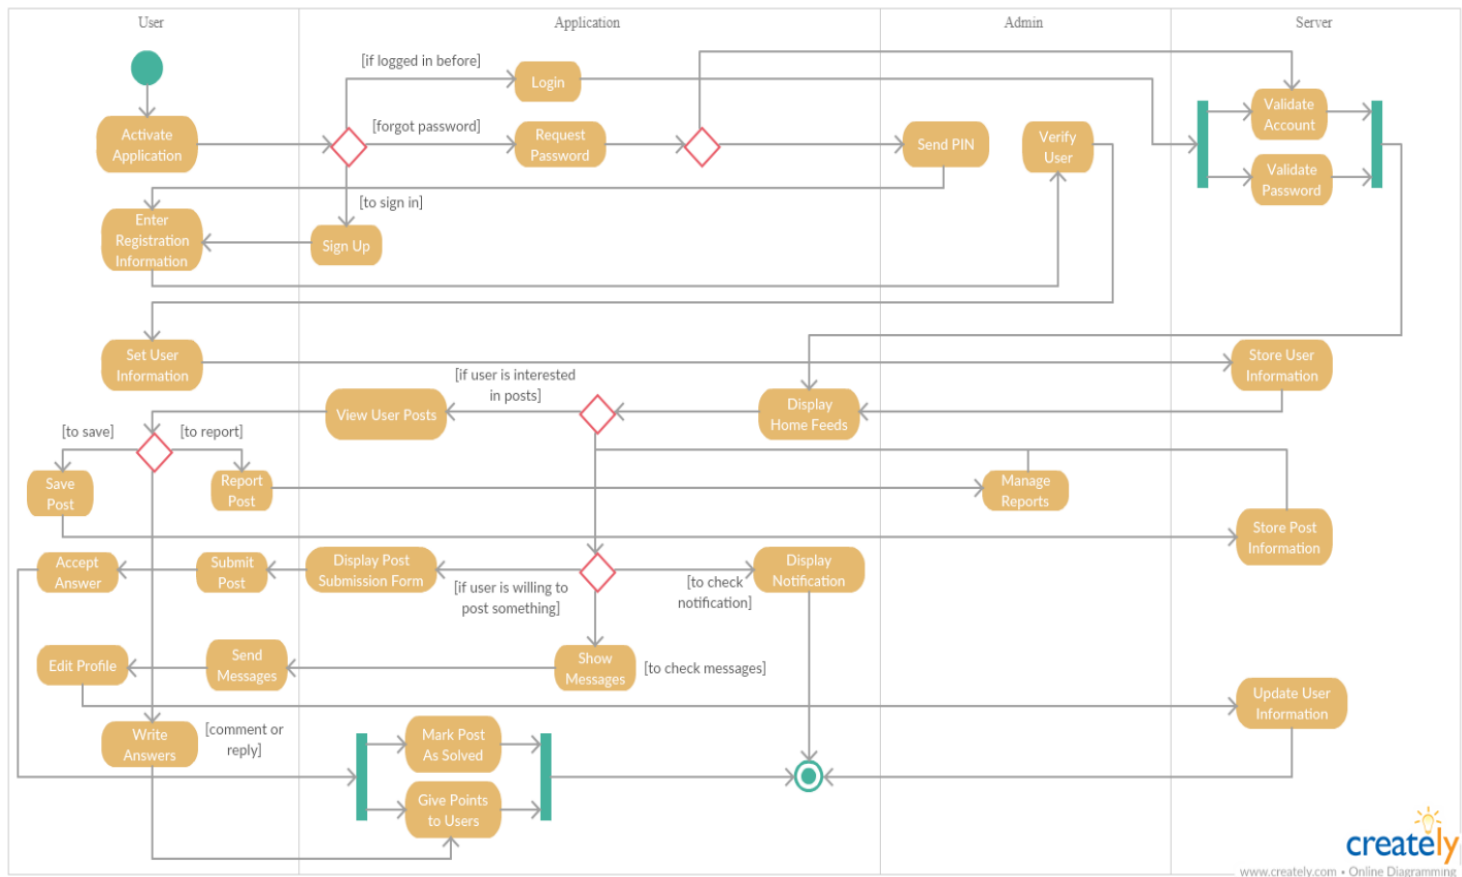 User
Application
Admin
Server
[if logged in before]
Login
Validate
Account
Activate
Application
[forgot password]
Request
Password
Send PIN
Verify
User
Validate
Password
[to sign in]
Enter
Registration
Information
Sign Up
Set User
Information
Store User
Information
[if user is interested
in posts]
View User Posts
Display
Home Feeds
[to save]
[to report]
Save
Post
Report
Post
Manage
Reports
Store Post
Information
Accept
Answer
Submit
Post
Display Post
Submission Form
[if user is willing to
post something]
[to check
notification]
Display
Notification
Edit Profile
Send
Messages
Show
Messages
[to check messages]
Update User
Information
Write
Answers
[comment or
reply]
Mark Post
As Solved
Give Points
to Users
creately
www.creately.com • Online Diagramming